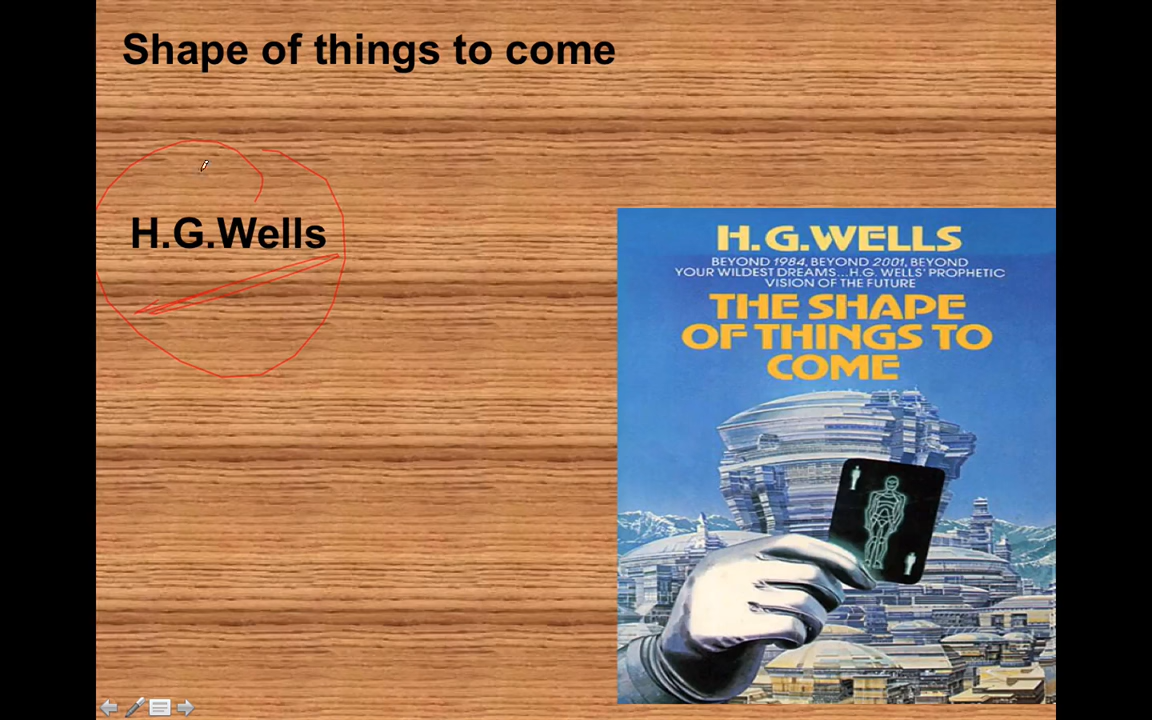 Shape of things to come
H.G.Wells
H.G.WELLS
BEYOND 1984, BEYOND 2001, BEYOND
YOUR WILDEST DREAMS...H.G. WELLS' PROPHETIC
VISION OF THE FUTURE
THE SHAPE
OF THINGS TO
COME